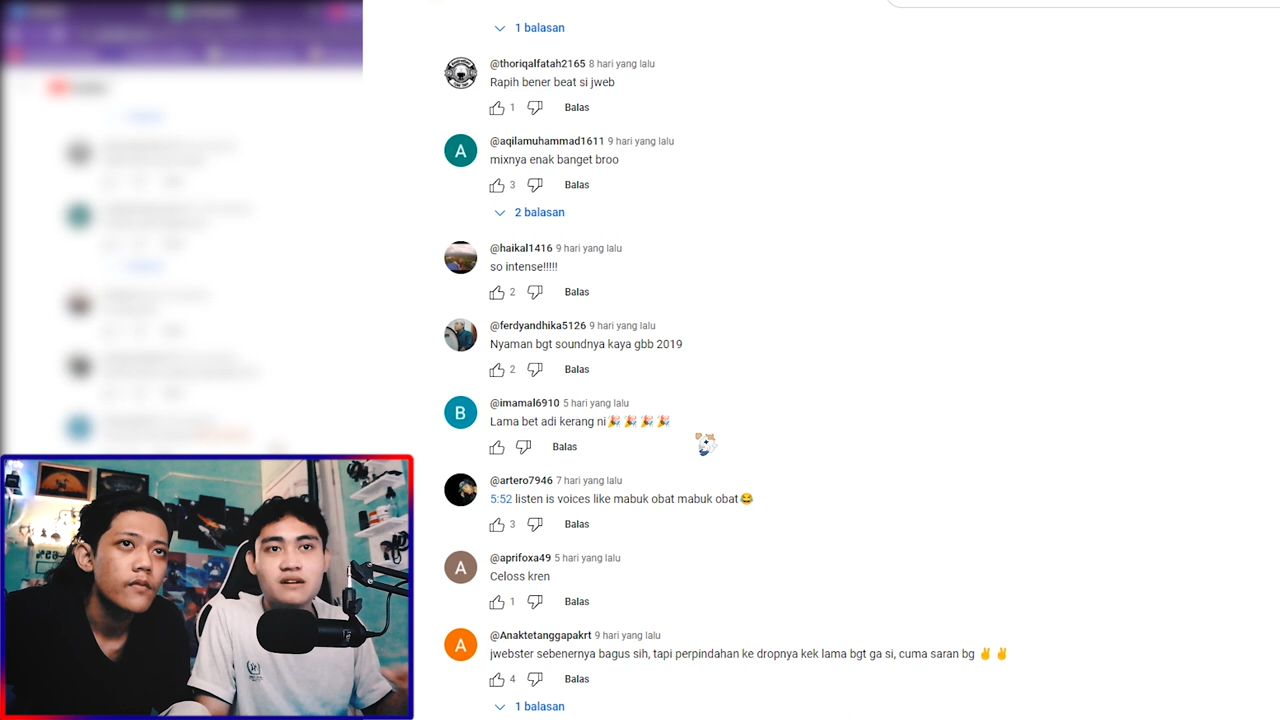 1 balasan
@thoriqalfatah2165 8 hari yang lalu
Rapih bener beat si jweb
1 Balas
@aqilamuhammad1611 9 hari yang lalu
A
mixnya enak banget broo
3 Balas
2 balasan
@haikal1416 9 hari yang lalu
so intense!!!!!
2 Balas
@ferdyandhika5126 9 hari yang lalu
Nyaman bgt soundnya kaya gbb 2019
2 Balas
@imamal6910 5 hari yang lalu
B
Lama bet adi kerang ni🎉🎉🎉🎉
Balas
@artero7946 7 hari yang lalu
5:52 listen is voices like mabuk obat mabuk obat😂
3 Balas
@aprifoxa49 5 hari yang lalu
A
Celoss kren
1 Balas
@Anaktetanggapakrt 9 hari yang lalu
A
jwebster sebenernya bagus sih, tapi perpindahan ke dropnya kek lama bgt ga si, cuma saran bg ✌✌
4 Balas
1 balasan